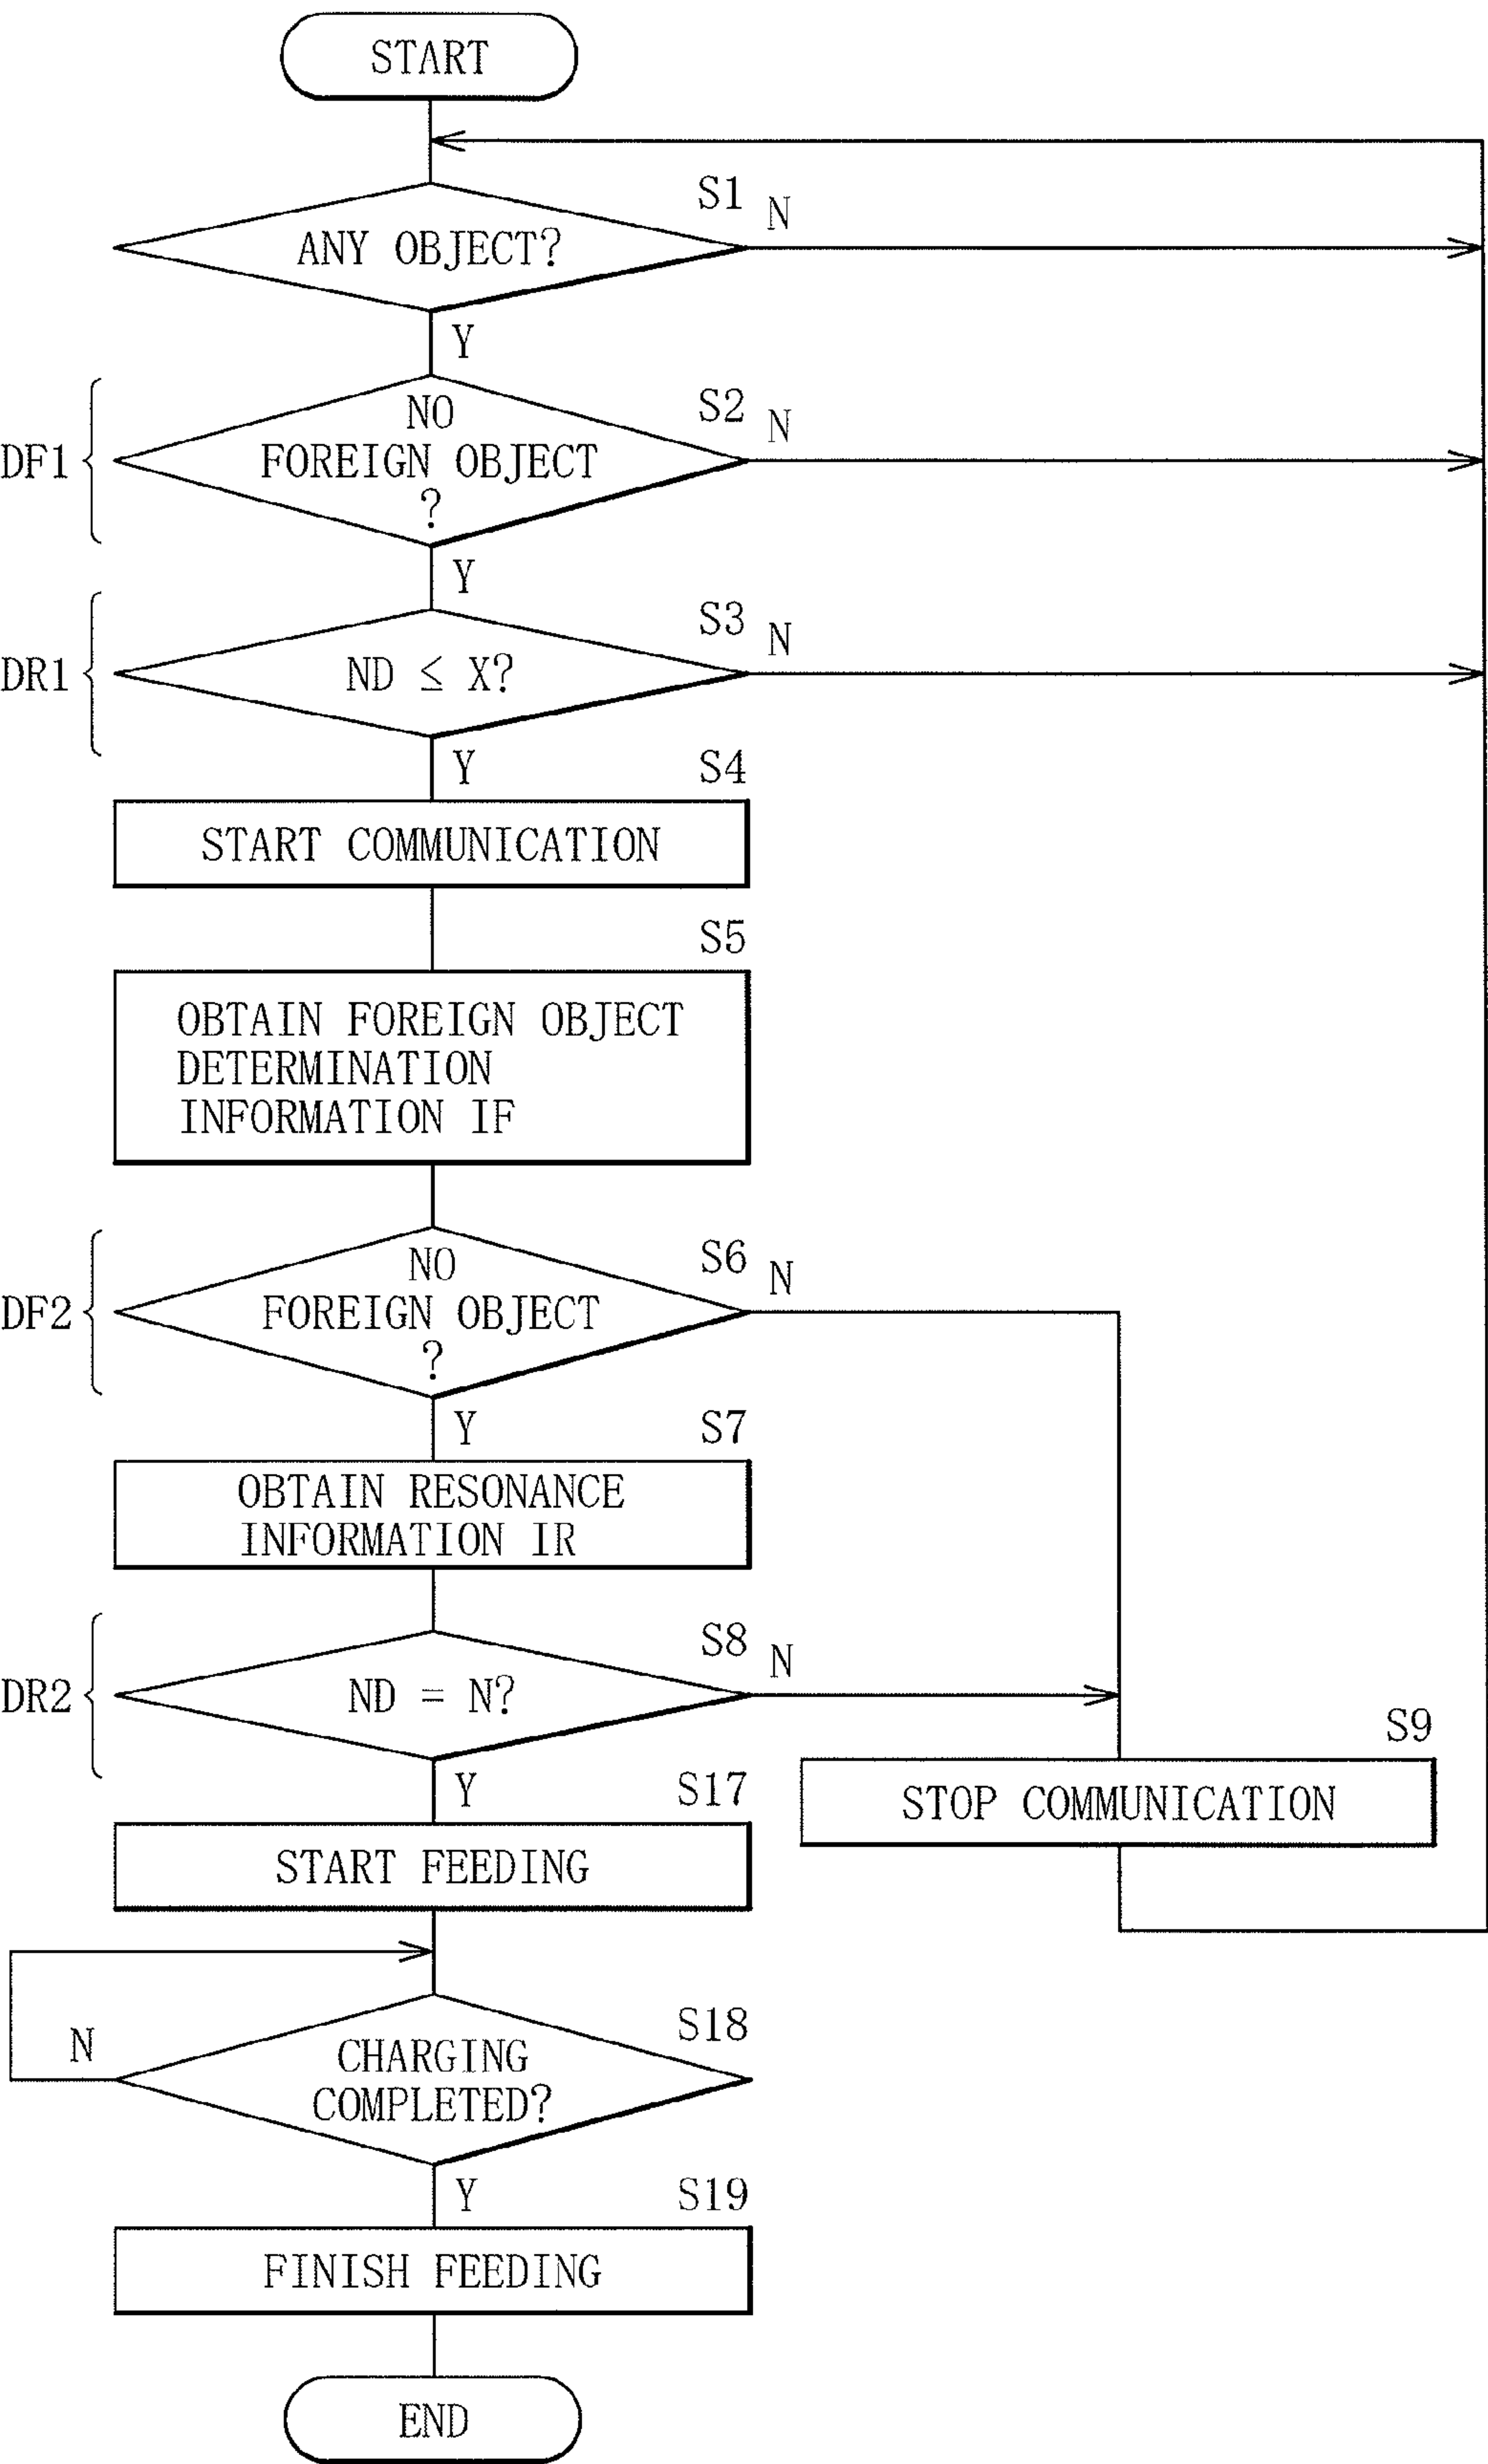 START
S1
N
ANY OBJECT?
Y
S2
N
DF1
NO
FOREIGN OBJECT
?
Y
S3
N
DR1
ND ≤ X?
Y
S4
START COMMUNICATION
S5
OBTAIN FOREIGN OBJECT
DETERMINATION
INFORMATION IF
S6
N
DF2
NO
FOREIGN OBJECT
?
Y
S7
OBTAIN RESONANCE
INFORMATION IR
S8
N
DR2
ND = N?
S9
STOP COMMUNICATION
Y
S17
START FEEDING
S18
N
CHARGING
COMPLETED?
Y
S19
FINISH FEEDING
END